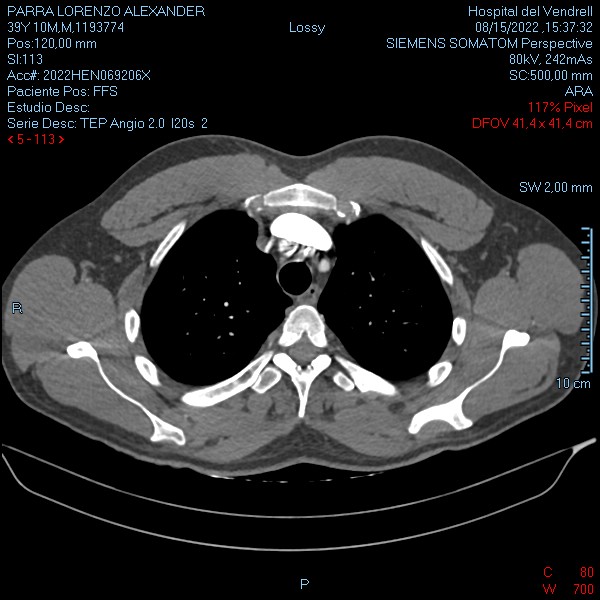 PARRA LORENZO ALEXANDER
39Y 10M,M,1193774
Pos:120,00 mm
SI:113
Acc#: 2022HEN069206X
Paciente Pos: FFS
Estudio Desc:
Serie Desc: TEP Angio 2.0 I20s 2
< 5 - 113 >
Lossy
Hospital del Vendrell
08/15/2022 ,15:37:32
SIEMENS SOMATOM Perspective
80kV, 242mAs
SC:500,00 mm
ARA
117% Pixel
DFOV 41,4 x 41,4 cm
SW 2,00 mm
R
10 cm
P
C 80
W 700